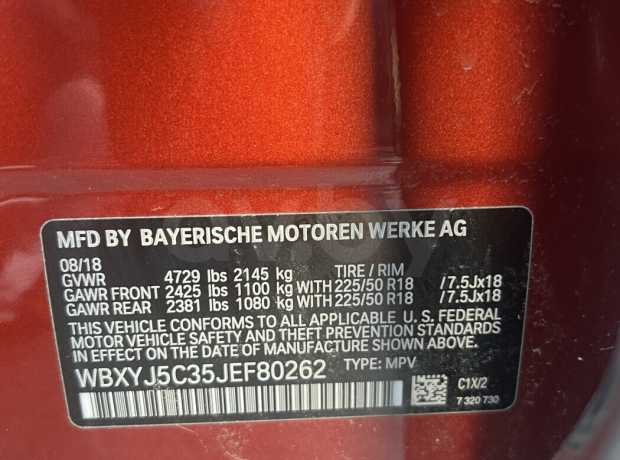 MFD BY BAYERISCHE MOTOREN WERKE AG
08/18
GVWR 4729 lbs 2145 kg TIRE / RIM
GAWR FRONT 2425 lbs 1100 kg WITH 225/50 R18 /7.5Jx18
GAWR REAR 2381 lbs 1080 kg WITH 225/50 R18 /7.5Jx18
THIS VEHICLE CONFORMS TO ALL APPLICABLE U.S. FEDERAL
MOTOR VEHICLE SAFETY AND THEFT PREVENTION STANDARDS
IN EFFECT ON THE DATE OF MANUFACTURE SHOWN ABOVE.
WBXYJ5C35JEF80262 TYPE: MPV
C1X/2
7 320 730